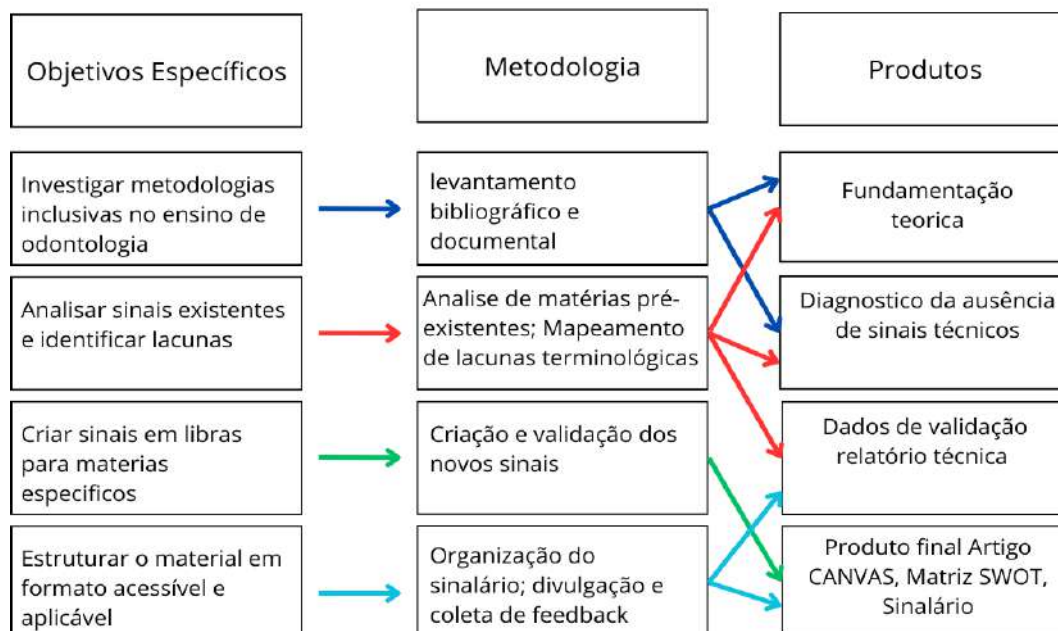 Objetivos Específicos
Metodologia
Produtos
Investigar metodologias
inclusivas no ensino de
odontologia
levantamento
bibliográfico e
documental
Fundamentação
teorica
Analisar sinais existentes
e identificar lacunas
Analise de matérias pré-
existentes; Mapeamento
de lacunas terminológicas
Diagnostico da ausência
de sinais técnicos
Criar sinais em libras
para materias
especificos
Criação e validação dos
novos sinais
Dados de validação
relatório técnica
Estruturar o material em
formato acessível e
aplicável
Organização do
sinalário; divulgação e
coleta de feedback
Produto final Artigo
CANVAS, Matriz SWOT,
Sinalário